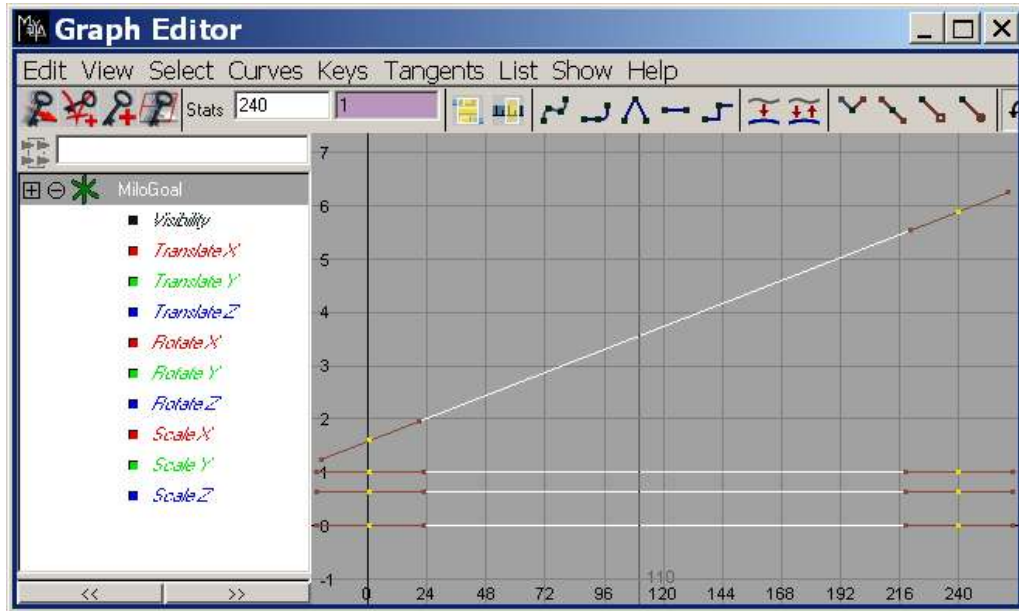 MAYA Graph Editor
Edit View Select Curves Keys Tangents List Show Help
Stats 240 1
MiloGoal
Visibility
Translate X
Translate Y
Translate Z
Rotate X
Rotate Y
Rotate Z
Scale X
Scale Y
Scale Z
<< >>
7
6
5
4
3
2
1
0
-1
110
0 24 48 72 96 120 144 168 192 216 240